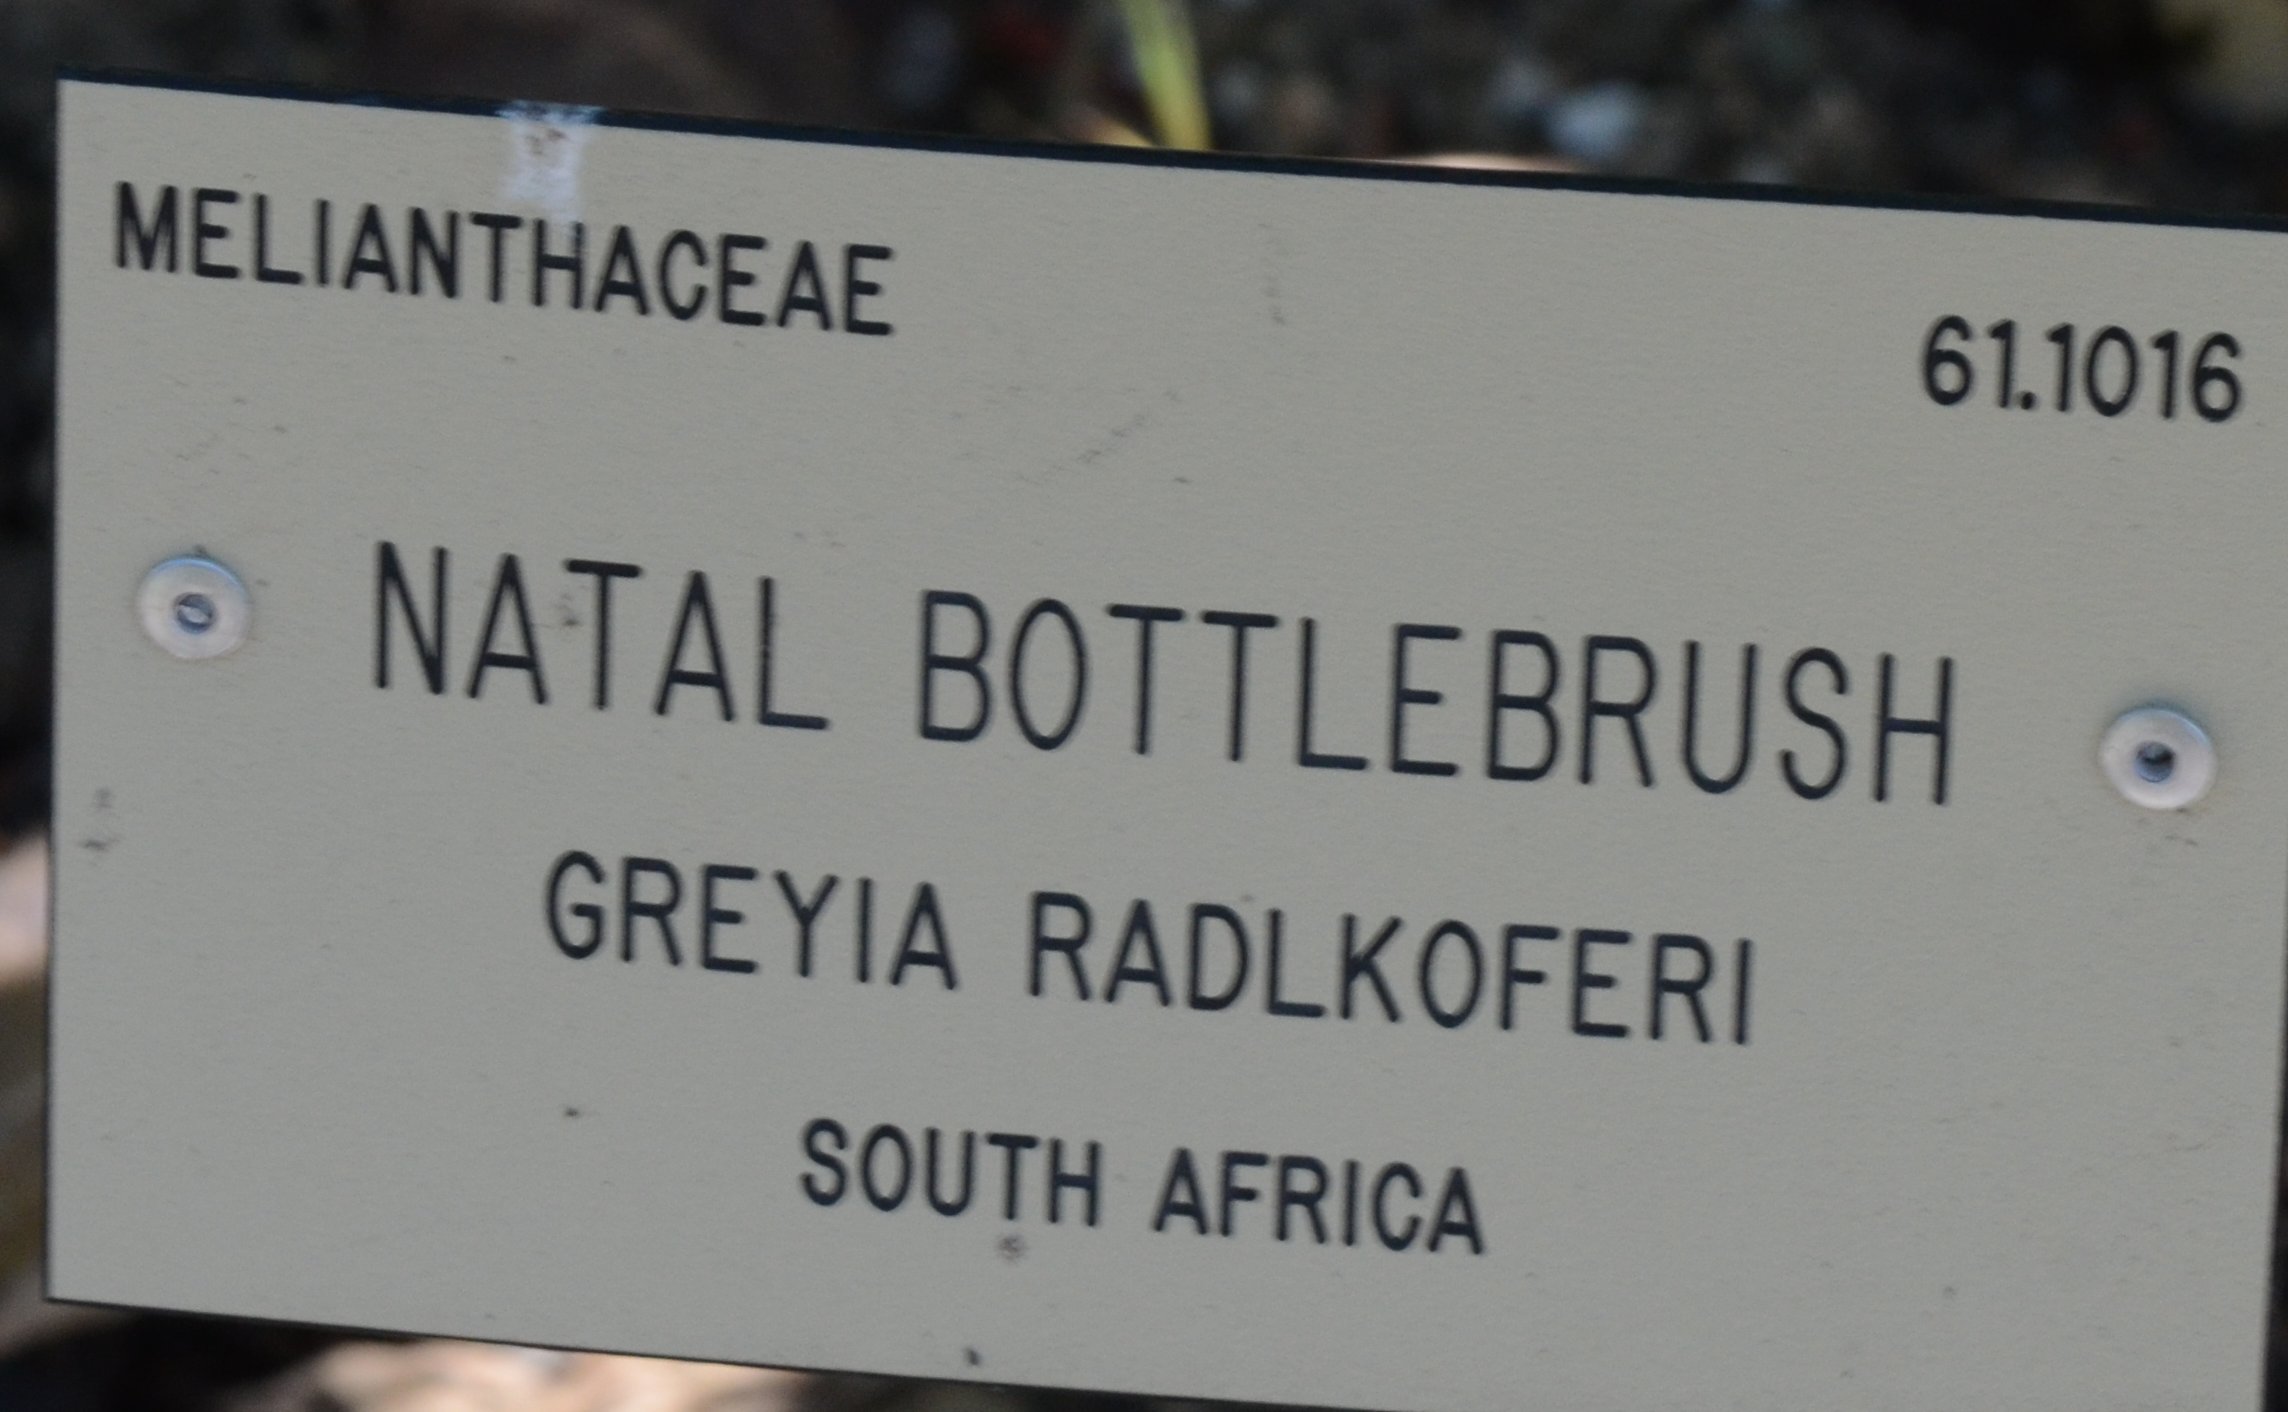 MELIANTHACEAE
61.1016
NATAL BOTTLEBRUSH
GREYIA RADLKOFERI
SOUTH AFRICA